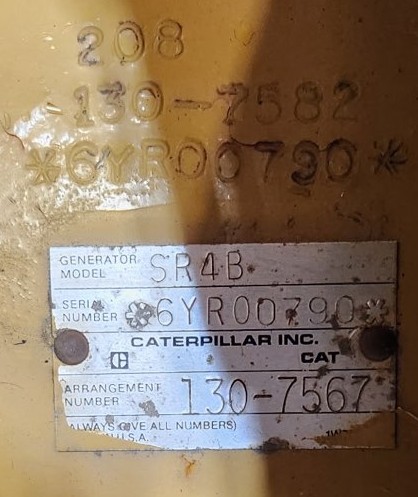 208
-130-7582
*6YR00790*
GENERATOR MODEL SR4B
SERIAL NUMBER *6YR00790*
CATERPILLAR INC.
CAT
ARRANGEMENT NUMBER 130-7567
(ALWAYS GIVE ALL NUMBERS)
U.S.A.